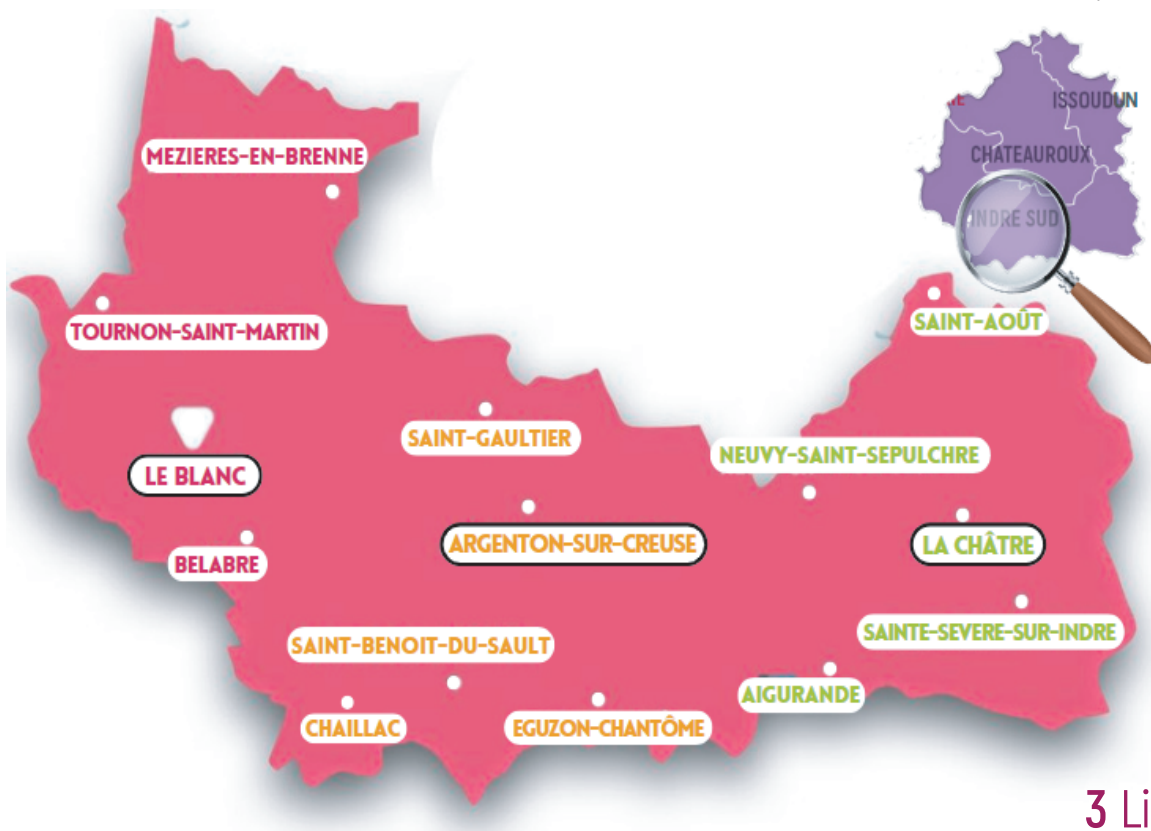 ISSOUDUN
CHATEAUROUX
INDRE SUD
MEZIERES-EN-BRENNE
TOURNON-SAINT-MARTIN
SAINT-AOÛT
SAINT-GAULTIER
NEUVY-SAINT-SEPULCHRE
LE BLANC
ARGENTON-SUR-CREUSE
LA CHÂTRE
BELABRE
SAINT-BENOIT-DU-SAULT
SAINTE-SEVERE-SUR-INDRE
AIGURANDE
CHAILLAC
EGUZON-CHANTÔME
3 Li